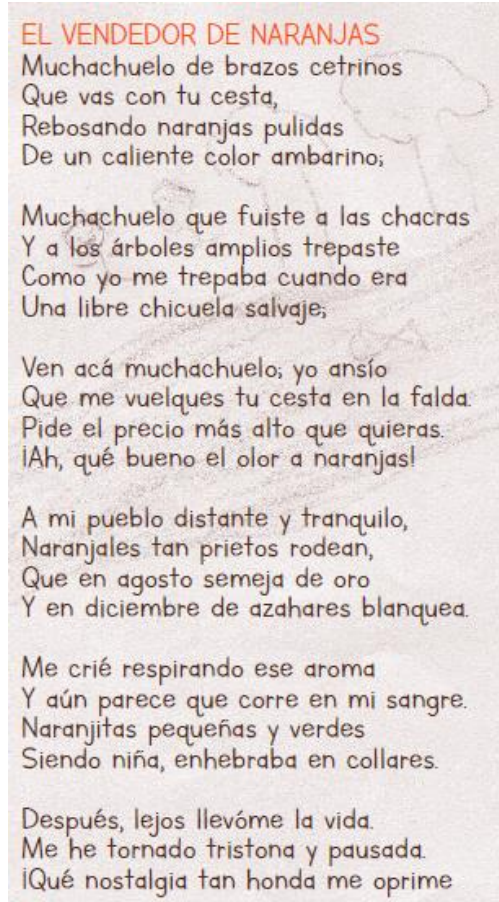 EL VENDEDOR DE NARANJAS
Muchachuelo de brazos cetrinos
Que vas con tu cesta,
Rebosando naranjas pulidas
De un caliente color ambarino;
Muchachuelo que fuiste a las chacras
Y a los árboles amplios trepaste
Como yo me trepaba cuando era
Una libre chicuela salvaje;
Ven acá muchachuelo; yo ansío
Que me vuelques tu cesta en la falda.
Pide el precio más alto que quieras.
¡Ah, qué bueno el olor a naranjas!
A mi pueblo distante y tranquilo,
Naranjales tan prietos rodean,
Que en agosto semeja de oro
Y en diciembre de azahares blanquea.
Me crié respirando ese aroma
Y aún parece que corre en mi sangre.
Naranjitas pequeñas y verdes
Siendo niña, enhebraba en collares.
Después, lejos llevóme la vida.
Me he tornado tristona y pausada.
¡Qué nostalgia tan honda me oprime